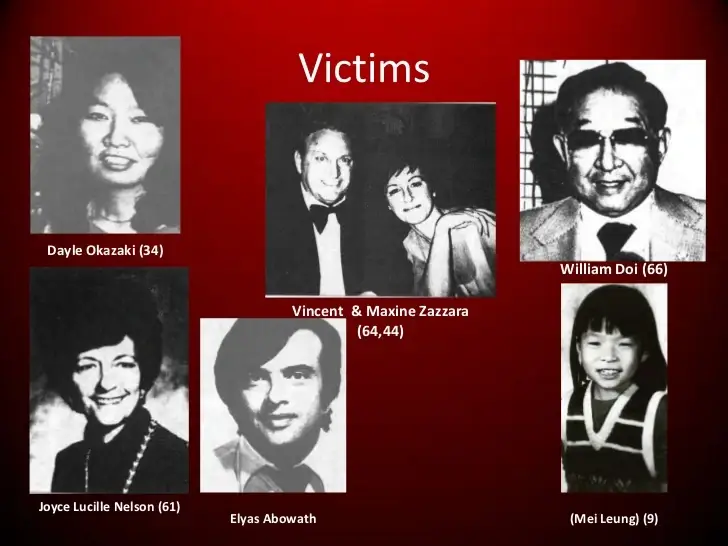 Victims
Dayle Okazaki (34)
Vincent & Maxine Zazzara
(64,44)
William Doi (66)
Joyce Lucille Nelson (61)
Elyas Abowath
(Mei Leung) (9)